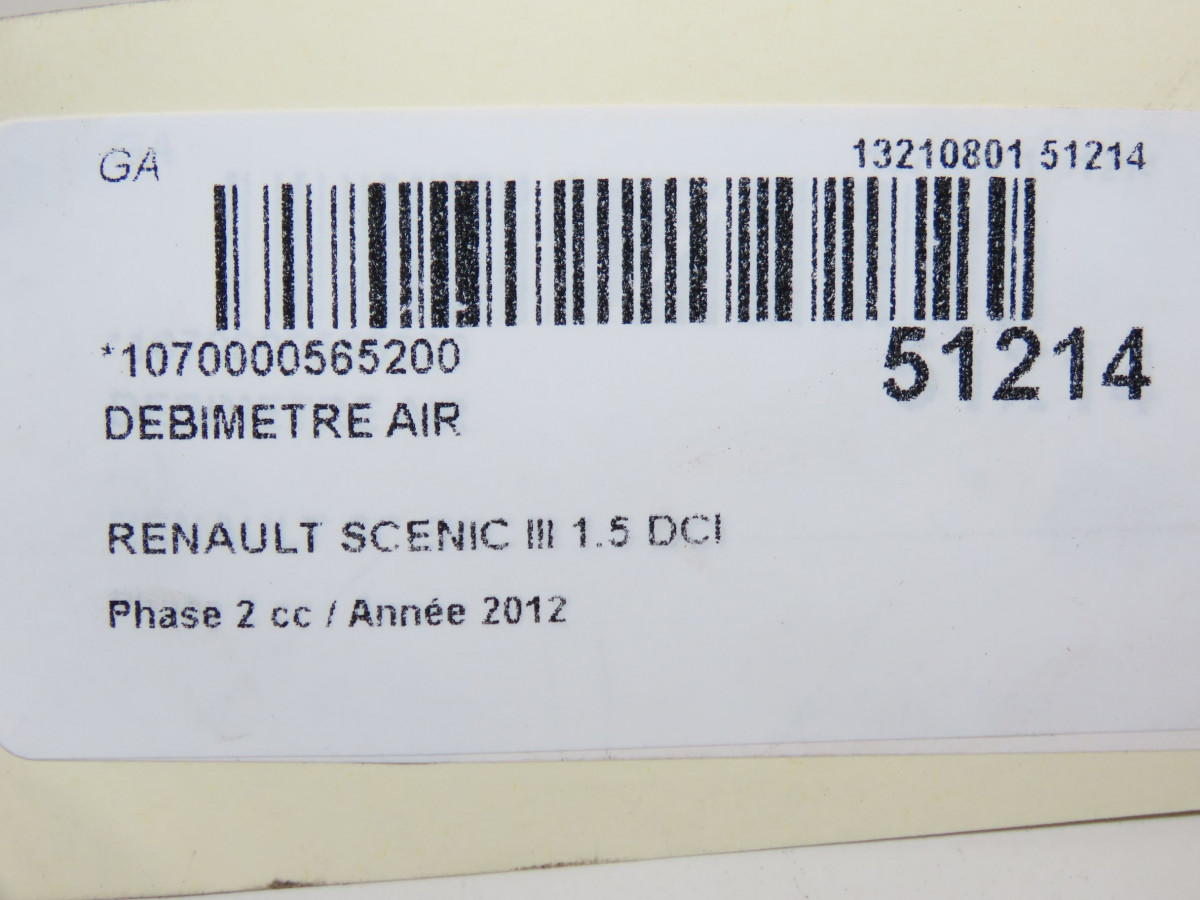 GA
13210801 51214
*1070000565200
51214
DEBIMETRE AIR
RENAULT SCENIC III 1.5 DCI
Phase 2 cc / Année 2012